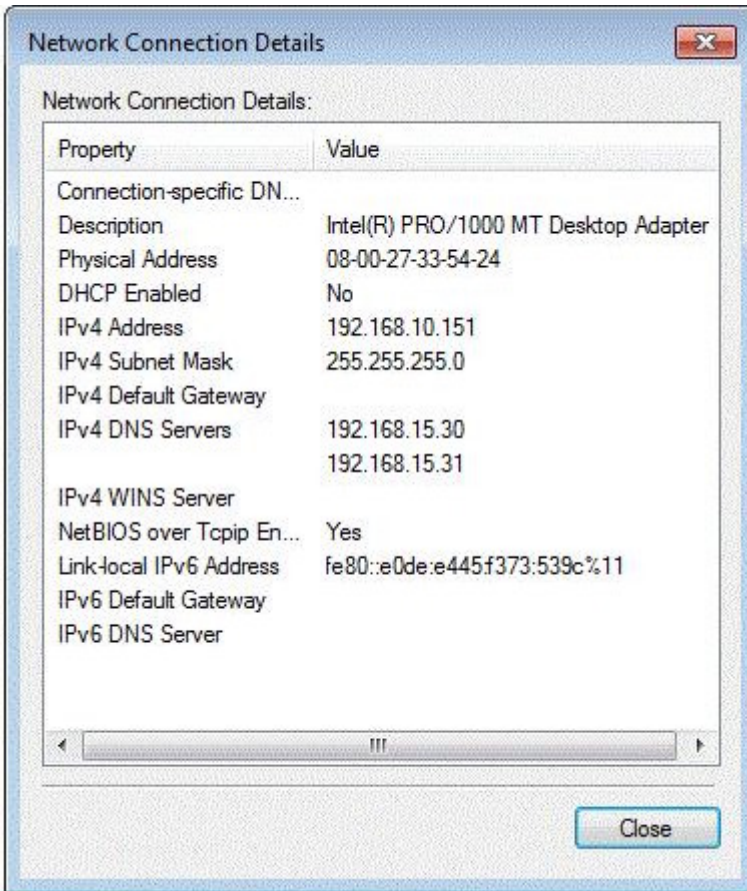 Network Connection Details
Network Connection Details:
Property Value
Connection-specific DN...
Description Intel(R) PRO/1000 MT Desktop Adapter
Physical Address 08-00-27-33-54-24
DHCP Enabled No
IPv4 Address 192.168.10.151
IPv4 Subnet Mask 255.255.255.0
IPv4 Default Gateway
IPv4 DNS Servers 192.168.15.30
192.168.15.31
IPv4 WINS Server
NetBIOS over Tcpip En... Yes
Link-local IPv6 Address fe80::e0de:e445:f373:539c%11
IPv6 Default Gateway
IPv6 DNS Server
Close